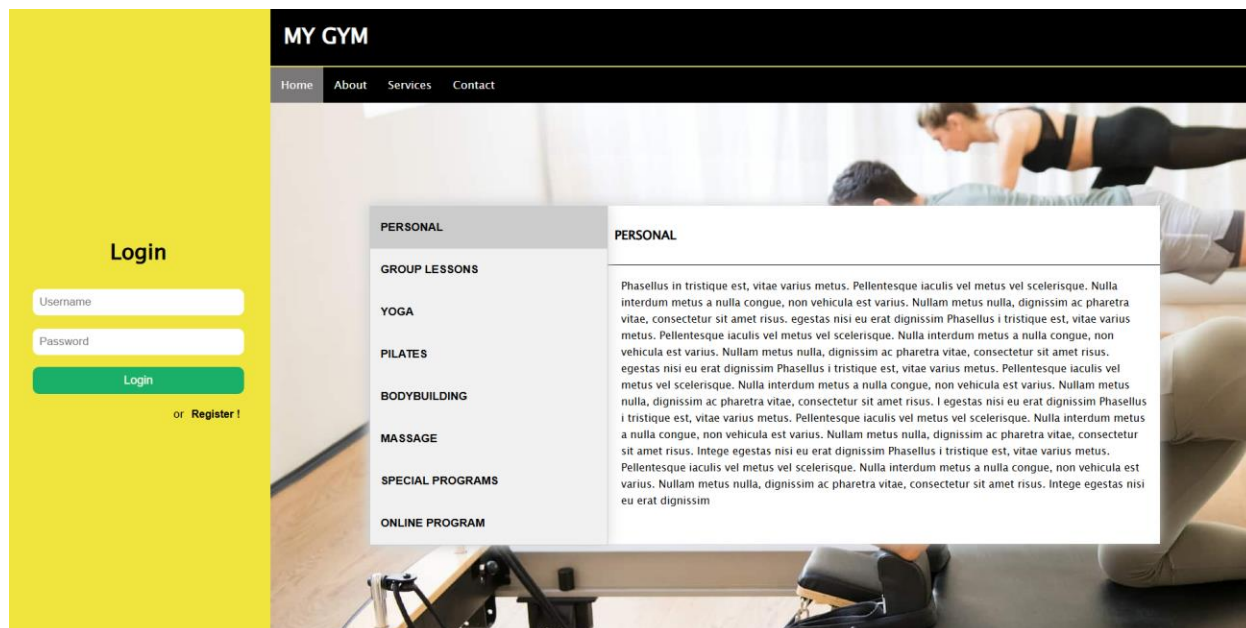 MY GYM
Home About Services Contact
Login
Username
Password
Login
or Register !
PERSONAL
GROUP LESSONS
YOGA
PILATES
BODYBUILDING
MASSAGE
SPECIAL PROGRAMS
ONLINE PROGRAM
PERSONAL
Phasellus in tristique est, vitae varius metus. Pellentesque iaculis vel metus vel scelerisque. Nulla
interdum metus a nulla congue, non vehicula est varius. Nullam metus nulla, dignissim ac pharetra
vitae, consectetur sit amet risus. egestas nisi eu erat dignissim Phasellus i tristique est, vitae varius
metus. Pellentesque iaculis vel metus vel scelerisque. Nulla interdum metus a nulla congue, non
vehicula est varius. Nullam metus nulla, dignissim ac pharetra vitae, consectetur sit amet risus.
egestas nisi eu erat dignissim Phasellus i tristique est, vitae varius metus. Pellentesque iaculis vel
metus vel scelerisque. Nulla interdum metus a nulla congue, non vehicula est varius. Nullam metus
nulla, dignissim ac pharetra vitae, consectetur sit amet risus. I egestas nisi eu erat dignissim Phasellus
i tristique est, vitae varius metus. Pellentesque iaculis vel metus vel scelerisque. Nulla interdum metus
a nulla congue, non vehicula est varius. Nullam metus nulla, dignissim ac pharetra vitae, consectetur
sit amet risus. Intege egestas nisi eu erat dignissim Phasellus i tristique est, vitae varius metus.
Pellentesque iaculis vel metus vel scelerisque. Nulla interdum metus a nulla congue, non vehicula est
varius. Nullam metus nulla, dignissim ac pharetra vitae, consectetur sit amet risus. Intege egestas nisi
eu erat dignissim